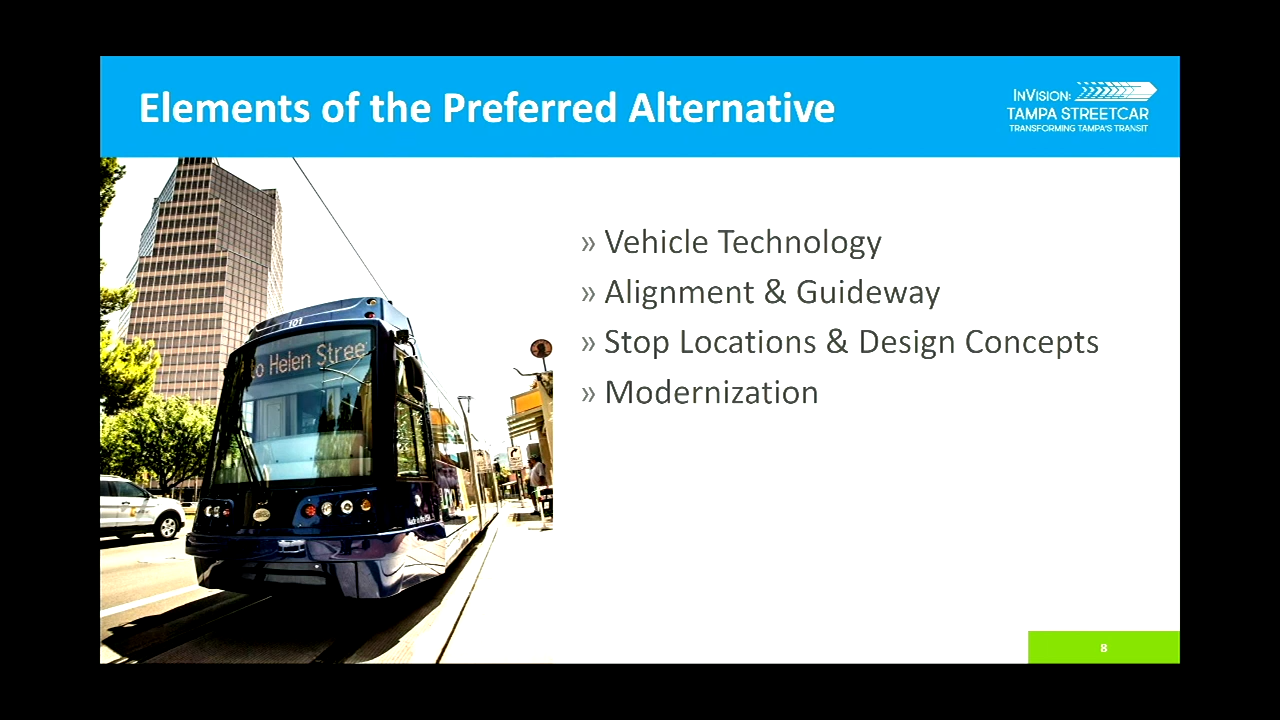 Elements of the Preferred Alternative
InVision:
Tampa Streetcar
Transforming Tampa's Transit
» Vehicle Technology
» Alignment & Guideway
» Stop Locations & Design Concepts
» Modernization
101
o Helen Stree
8